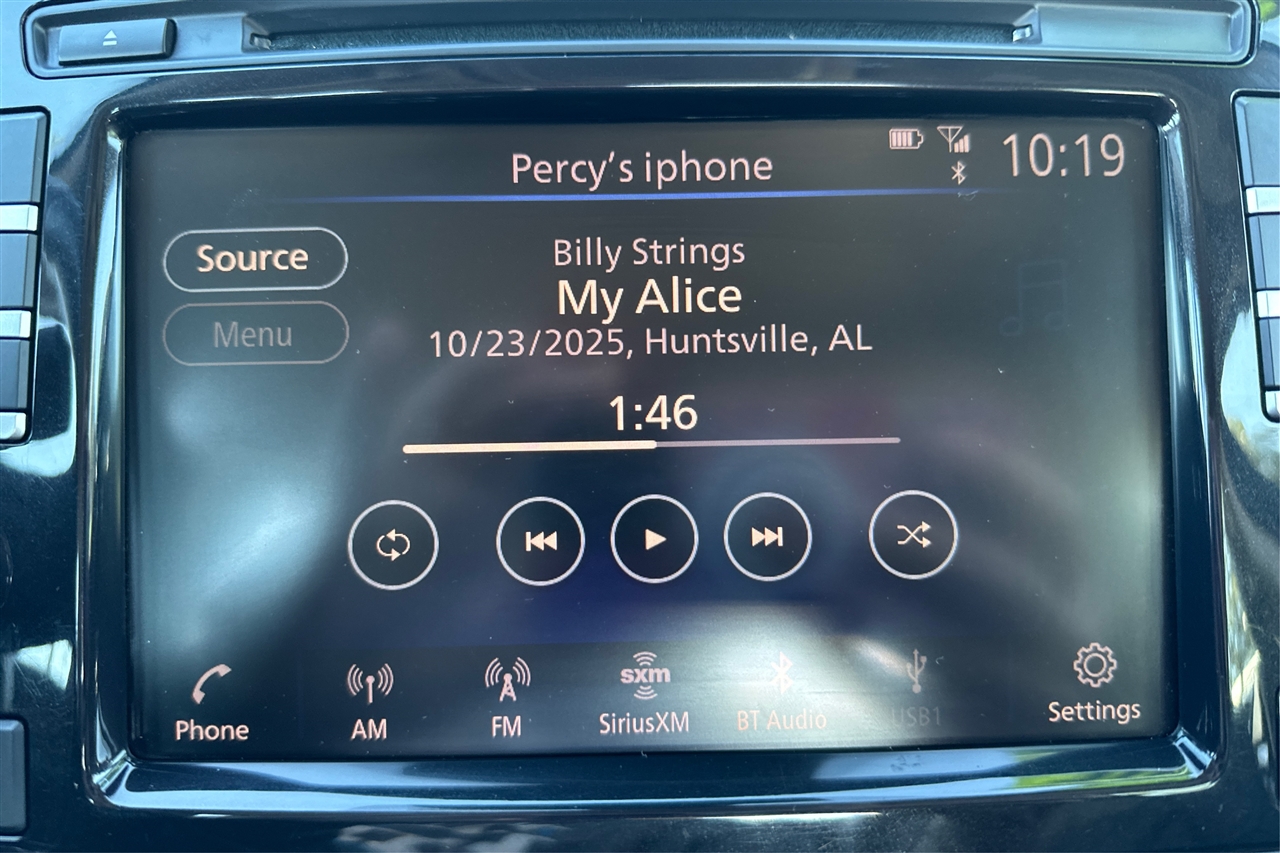 Percy's iphone
10:19
Source
Menu
Billy Strings
My Alice
10/23/2025, Huntsville, AL
1:46
Phone
AM
FM
sxm
SiriusXM
BT Audio
USB1
Settings